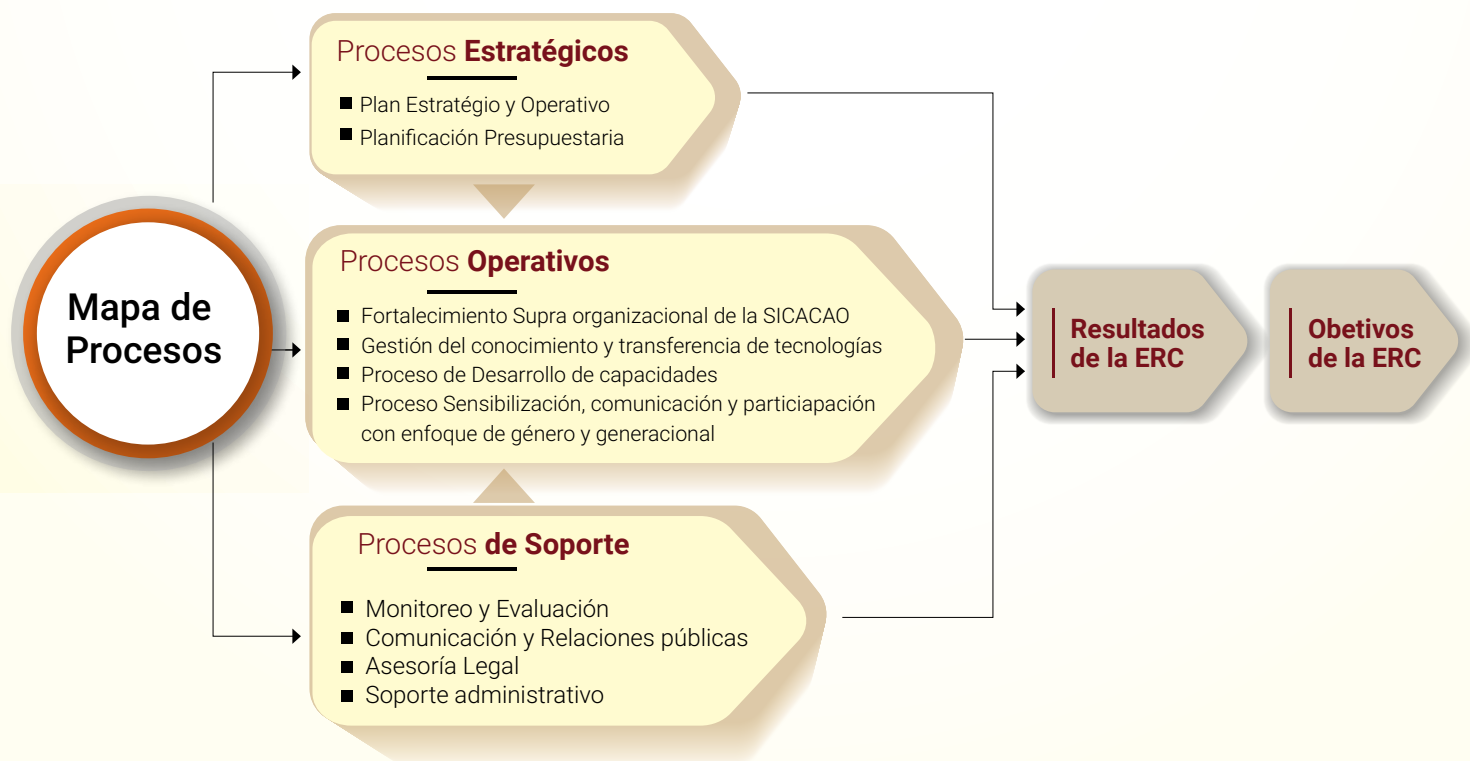 Mapa de
Procesos
Procesos Estratégicos
Plan Estratégio y Operativo
Planificación Presupuestaria
Procesos Operativos
Fortalecimiento Supra organizacional de la SICACAO
Gestión del conocimiento y transferencia de tecnologías
Proceso de Desarrollo de capacidades
Proceso Sensibilización, comunicación y particiapación
con enfoque de género y generacional
Procesos de Soporte
Monitoreo y Evaluación
Comunicación y Relaciones públicas
Asesoría Legal
Soporte administrativo
Resultados
de la ERC
Obetivos
de la ERC